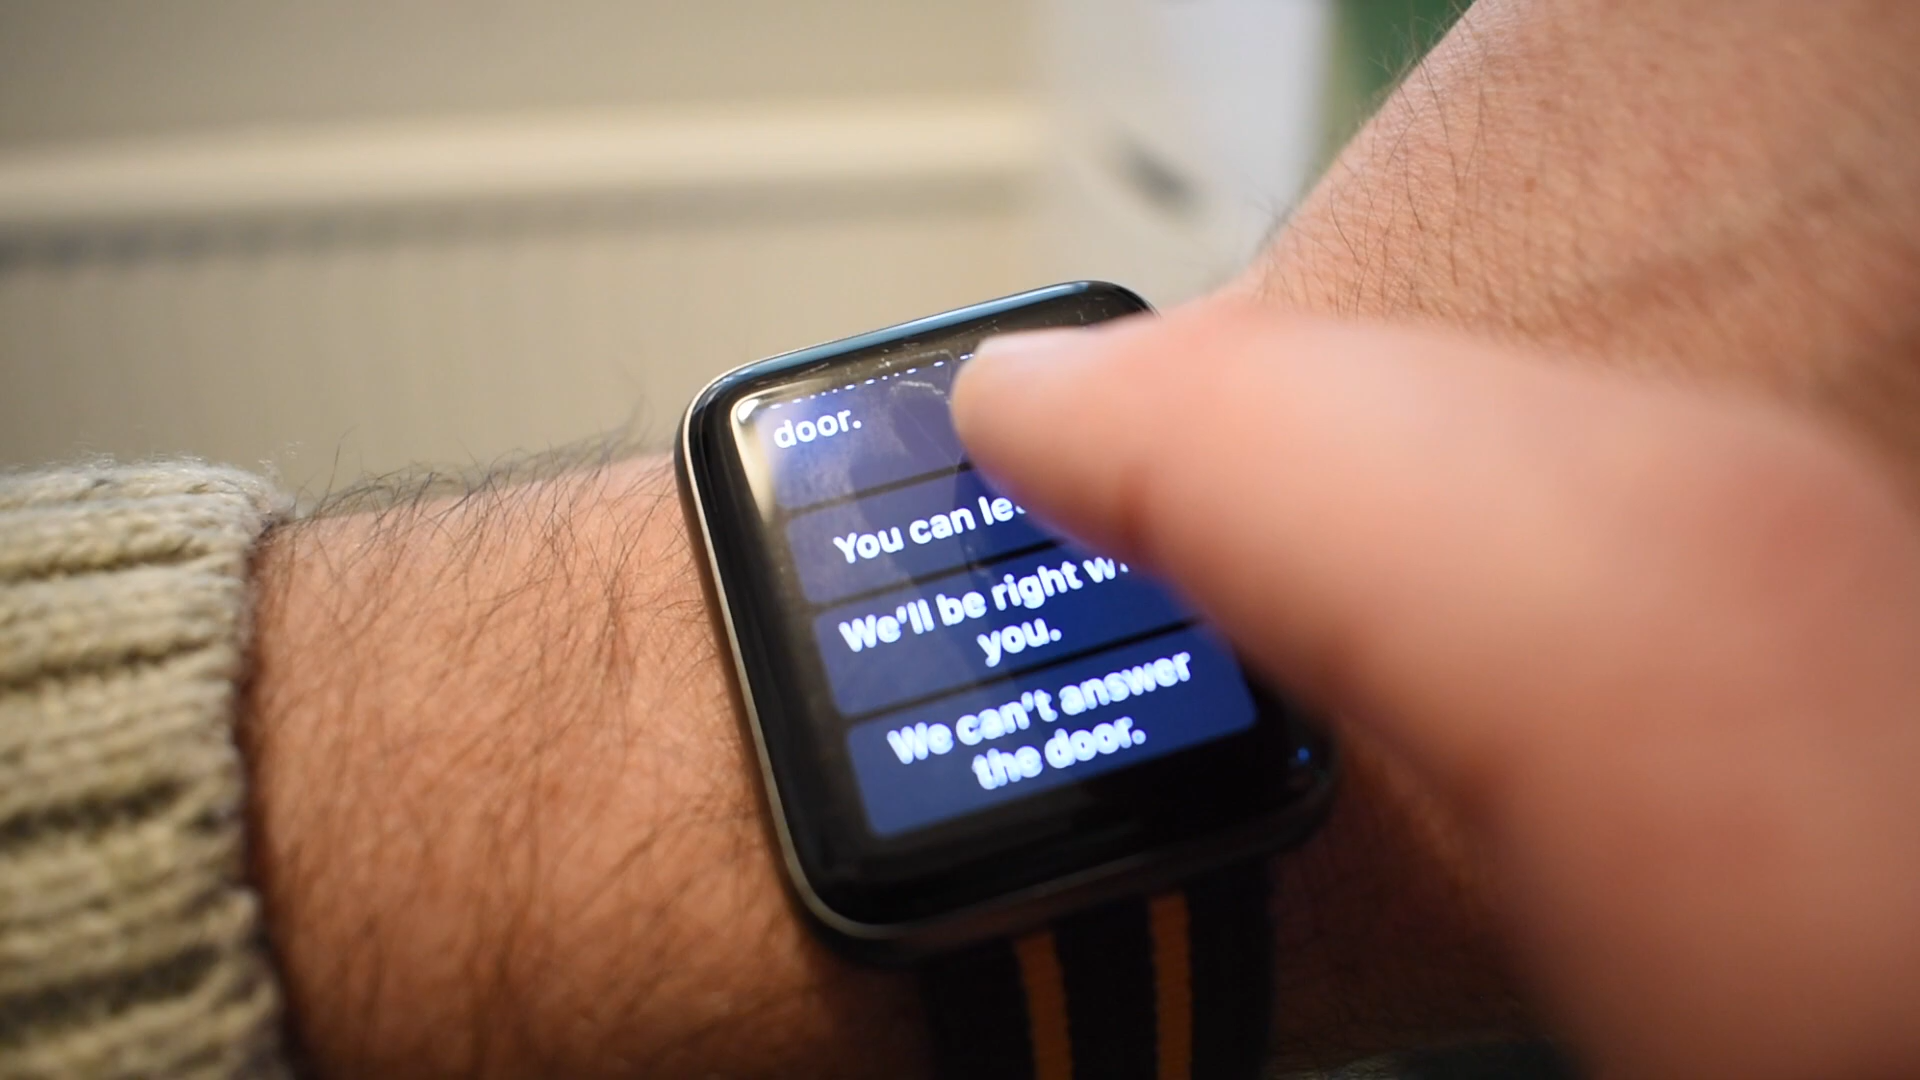 door.
You can
We'll be right
you.
We can't answer
the door.